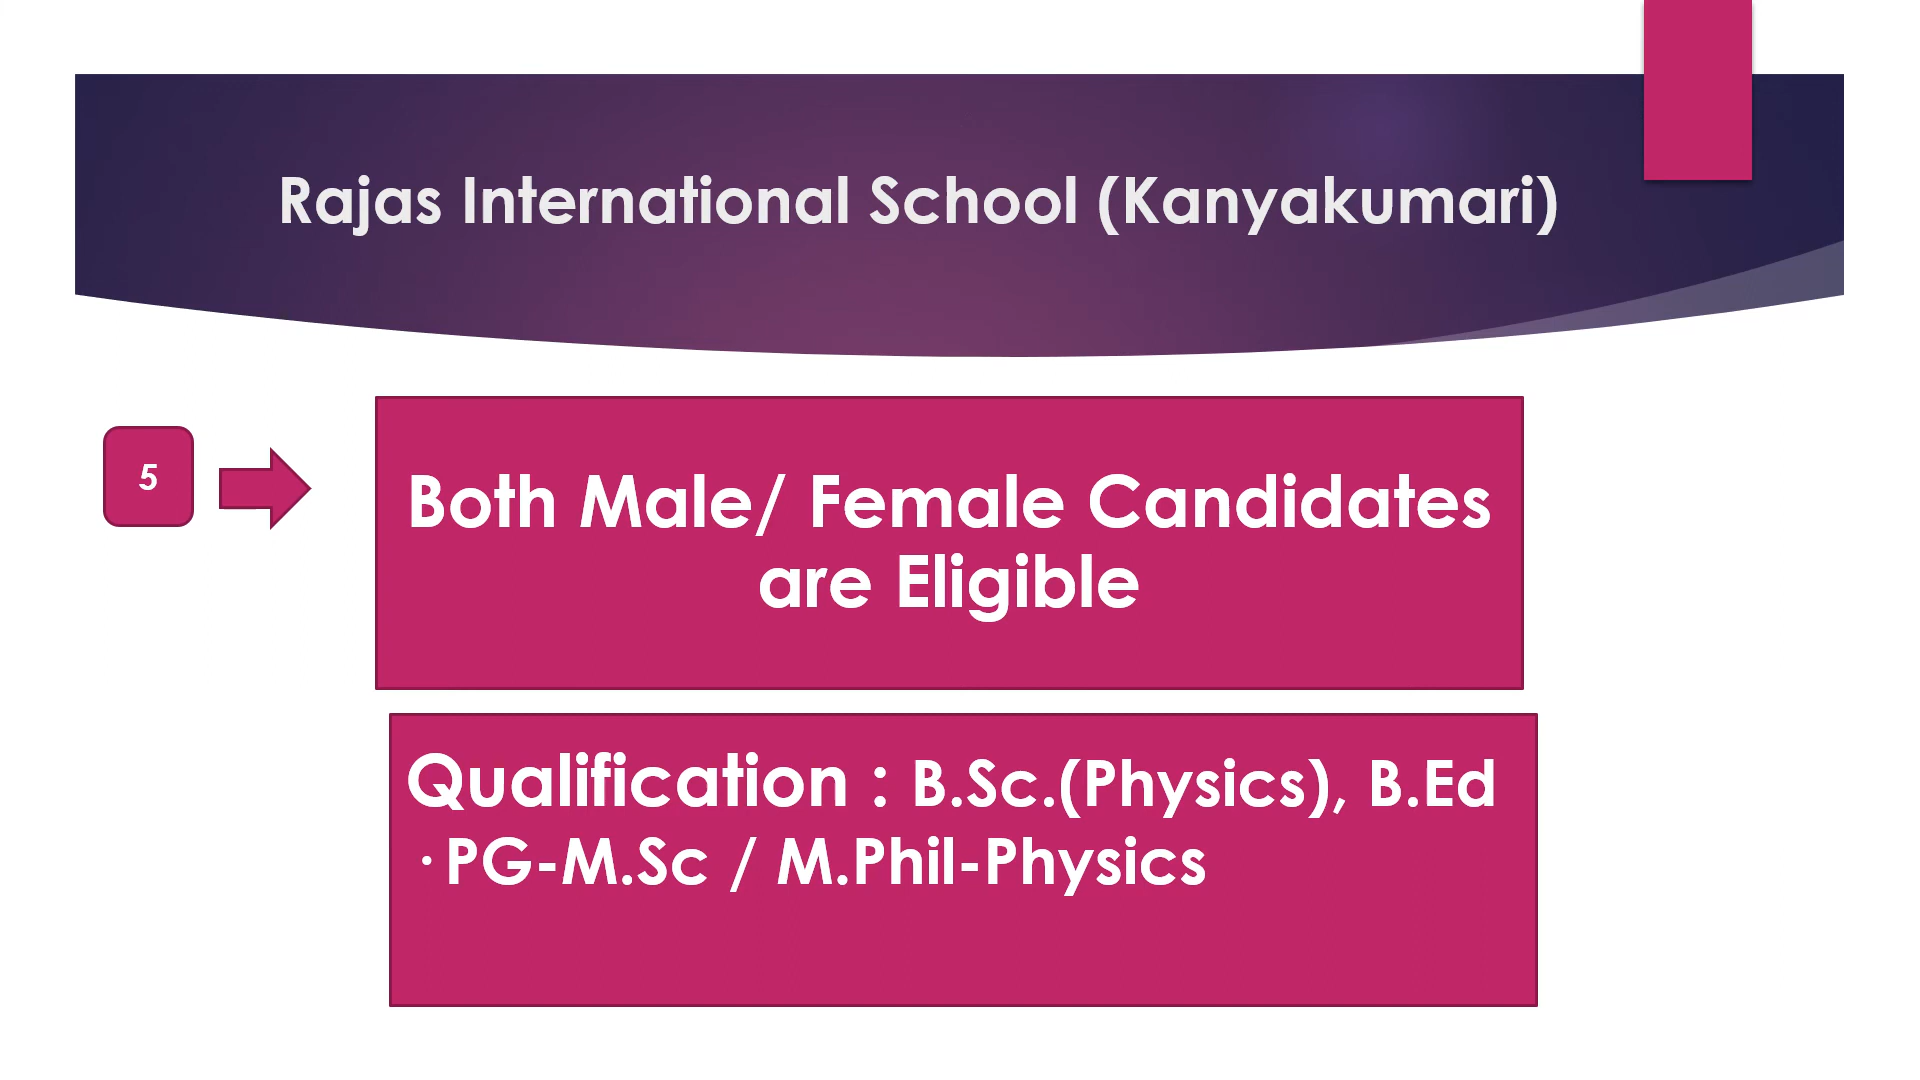 Rajas International School (Kanyakumari)
5
Both Male/ Female Candidates
are Eligible
Qualification : B.Sc.(Physics), B.Ed
• PG-M.Sc / M.Phil-Physics